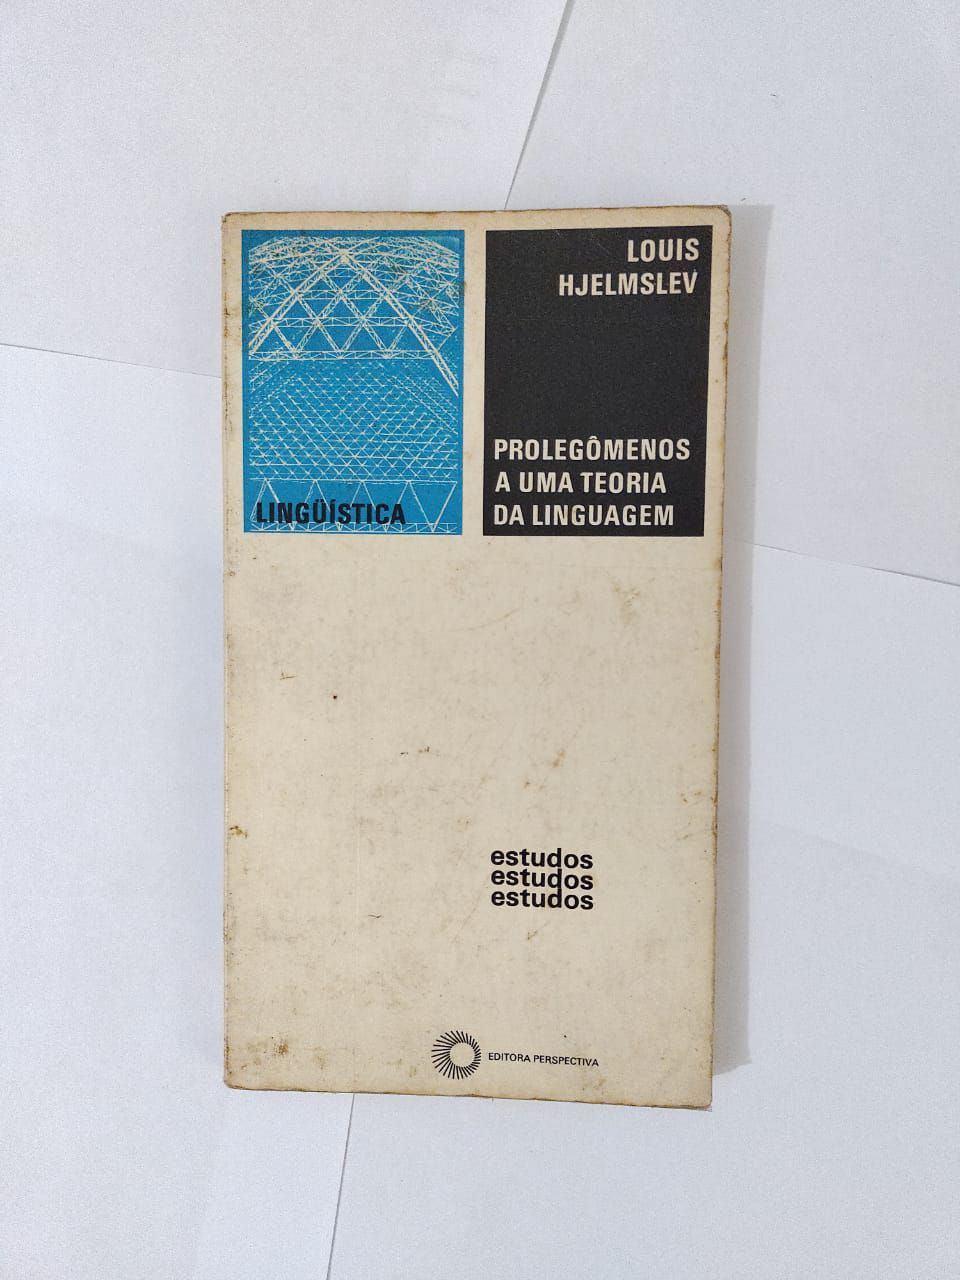 LOUIS
HJELMSLEV
PROLEGÔMENOS
A UMA TEORIA
DA LINGUAGEM
LINGÜÍSTICA
estudos
estudos
estudos
EDITORA PERSPECTIVA